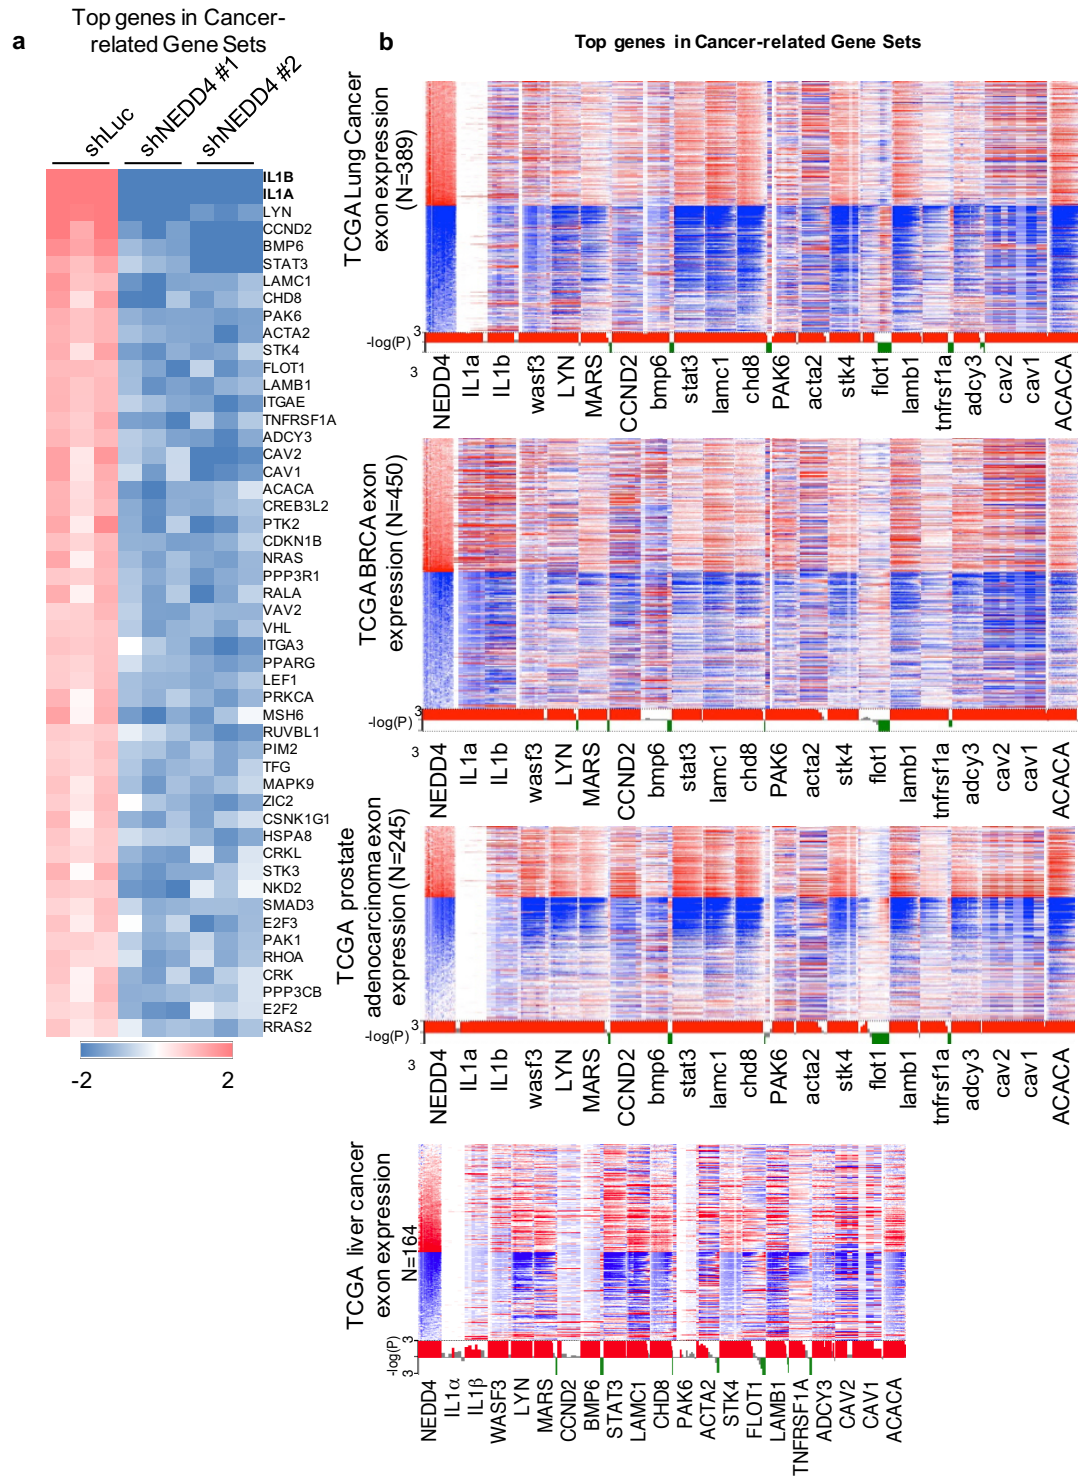 a
Top genes in Cancer-
related Gene Sets
shLuc
shNEDD4 #1
shNEDD4 #2
IL1B
IL1A
LYN
CCND2
BMP6
STAT3
LAMC1
CHD8
PAK6
ACTA2
STK4
FLOT1
LAMB1
ITGAE
TNFRSF1A
ADCY3
CAV2
CAV1
ACACA
CREB3L2
PTK2
CDKN1B
NRAS
PPP3R1
RALA
VAV2
VHL
ITGA3
PPARG
LEF1
PRKCA
MSH6
RUVBL1
PIM2
TFG
MAPK9
ZIC2
CSNK1G1
HSPA8
CRKL
STK3
NKD2
SMAD3
E2F3
PAK1
RHOA
CRK
PPP3CB
E2F2
RRAS2
-2 2
b
Top genes in Cancer-related Gene Sets
TCGA Lung Cancer
exon expression
(N=389)
3
-log(P)
3
NEDD4 IL1a IL1b wasf3 LYN MARS CCND2 bmp6 stat3 lamc1 chd8 PAK6 acta2 stk4 flot1 lamb1 tnfrsf1a adcy3 cav2 cav1 ACACA
TCGA BRCA exon
expression (N=450)
3
-log(P)
3
NEDD4 IL1a IL1b wasf3 LYN MARS CCND2 bmp6 stat3 lamc1 chd8 PAK6 acta2 stk4 flot1 lamb1 tnfrsf1a adcy3 cav2 cav1 ACACA
TCGA prostate
adenocarcinoma exon
expression (N=245)
3
-log(P)
3
NEDD4 IL1a IL1b wasf3 LYN MARS CCND2 bmp6 stat3 lamc1 chd8 PAK6 acta2 stk4 flot1 lamb1 tnfrsf1a adcy3 cav2 cav1 ACACA
TCGA liver cancer
exon expression
N=164
3
-log(P)
3
NEDD4 IL1α IL1β WASF3 LYN MARS CCND2 BMP6 STAT3 LAMC1 CHD8 PAK6 ACTA2 STK4 FLOT1 LAMB1 TNFRSF1A ADCY3 CAV2 CAV1 ACACA